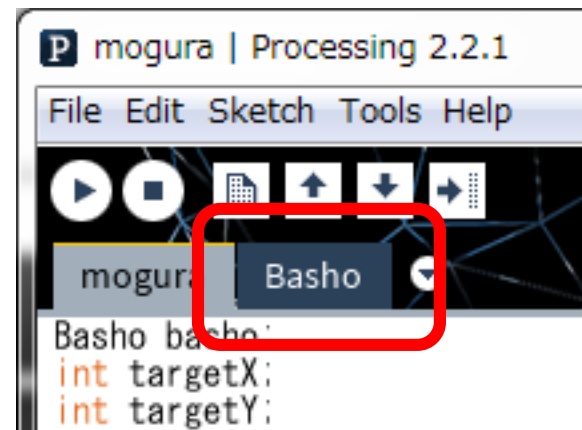 P mogura | Processing 2.2.1
File Edit Sketch Tools Help
mogura Basho
Basho basho;
int targetX;
int targetY;